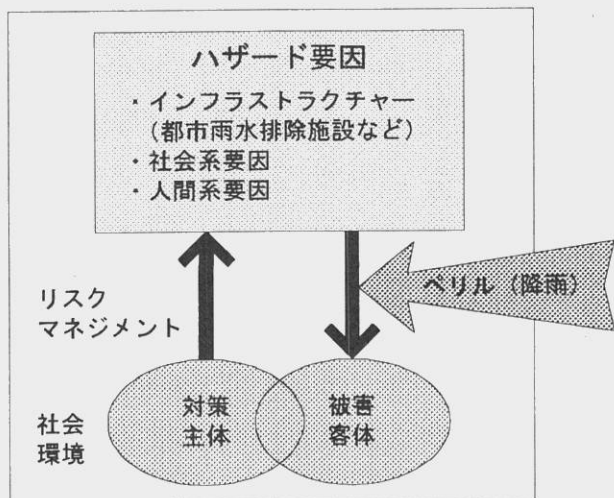 ハザード要因
・インフラストラクチャー
（都市雨水排除施設など）
・社会系要因
・人間系要因
ペリル（降雨）
リスク
マネジメント
対策
主体
被害
客体
社会
環境